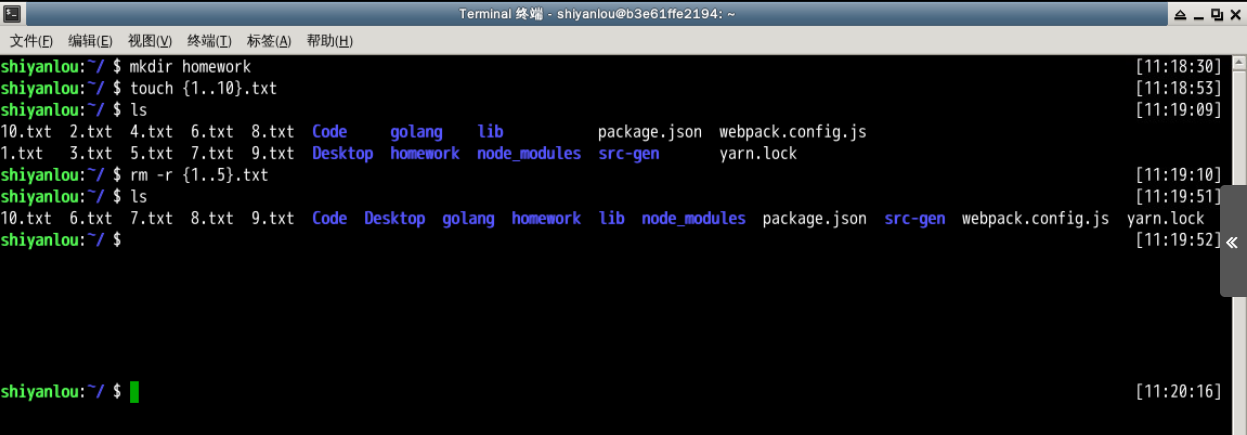 Terminal 终端 - shiyanlou@b3e61ffe2194: ~
文件(F) 编辑(E) 视图(V) 终端(T) 标签(A) 帮助(H)
shiyanlou:~/ $ mkdir homework [11:18:30]
shiyanlou:~/ $ touch {1..10}.txt [11:18:53]
shiyanlou:~/ $ ls [11:19:09]
10.txt 2.txt 4.txt 6.txt 8.txt Code golang lib package.json webpack.config.js
1.txt 3.txt 5.txt 7.txt 9.txt Desktop homework node_modules src-gen yarn.lock
shiyanlou:~/ $ rm -r {1..5}.txt [11:19:10]
shiyanlou:~/ $ ls [11:19:51]
10.txt 6.txt 7.txt 8.txt 9.txt Code Desktop golang homework lib node_modules package.json src-gen webpack.config.js yarn.lock
shiyanlou:~/ $ [11:19:52]
shiyanlou:~/ $ [11:20:16]